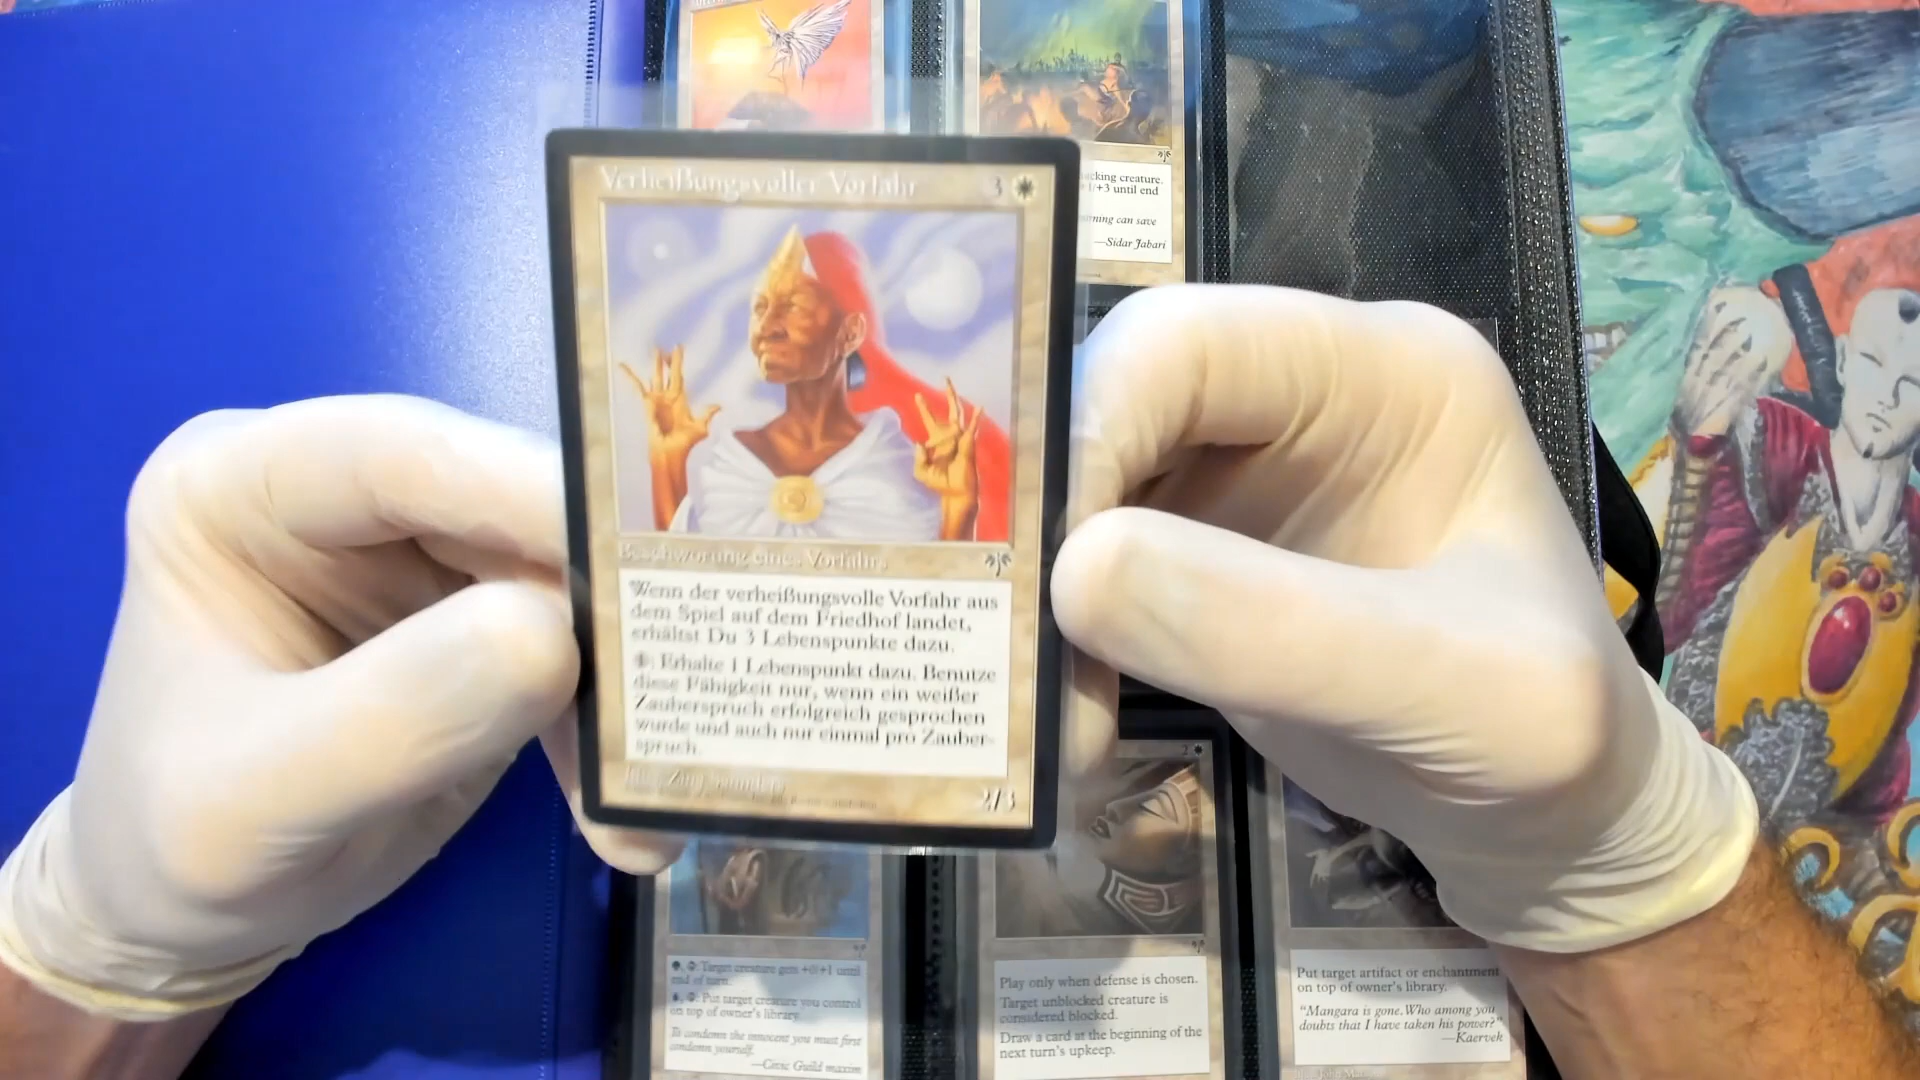 Verheißungsvoller Vorfahr 3
Beschwörung eines Vorfahrs
Wenn der verheißungsvolle Vorfahr aus
dem Spiel auf dem Friedhof landet,
erhältst Du 3 Lebenspunkte dazu.
: Erhalte 1 Lebenspunkt dazu. Benutze
diese Fähigkeit nur, wenn ein weißer
Zauberspruch erfolgreich gesprochen
wurde und auch nur einmal pro Zauber-
spruch.
2/3
cking creature.
+3 until end
can save
—Sidar Jabari
2
: Target creature gets +0/+1 until
end of turn.
: Put target creature you control
on top of owner's library.
To condemn the innocent you must first
condemn yourself.
—Civic Guild maxim
Play only when defense is chosen.
Target unblocked creature is
considered blocked.
Draw a card at the beginning of the
next turn's upkeep.
Put target artifact or enchantment
on top of owner's library.
"Mangara is gone. Who among you
doubts that I have taken his power?"
—Kaervek